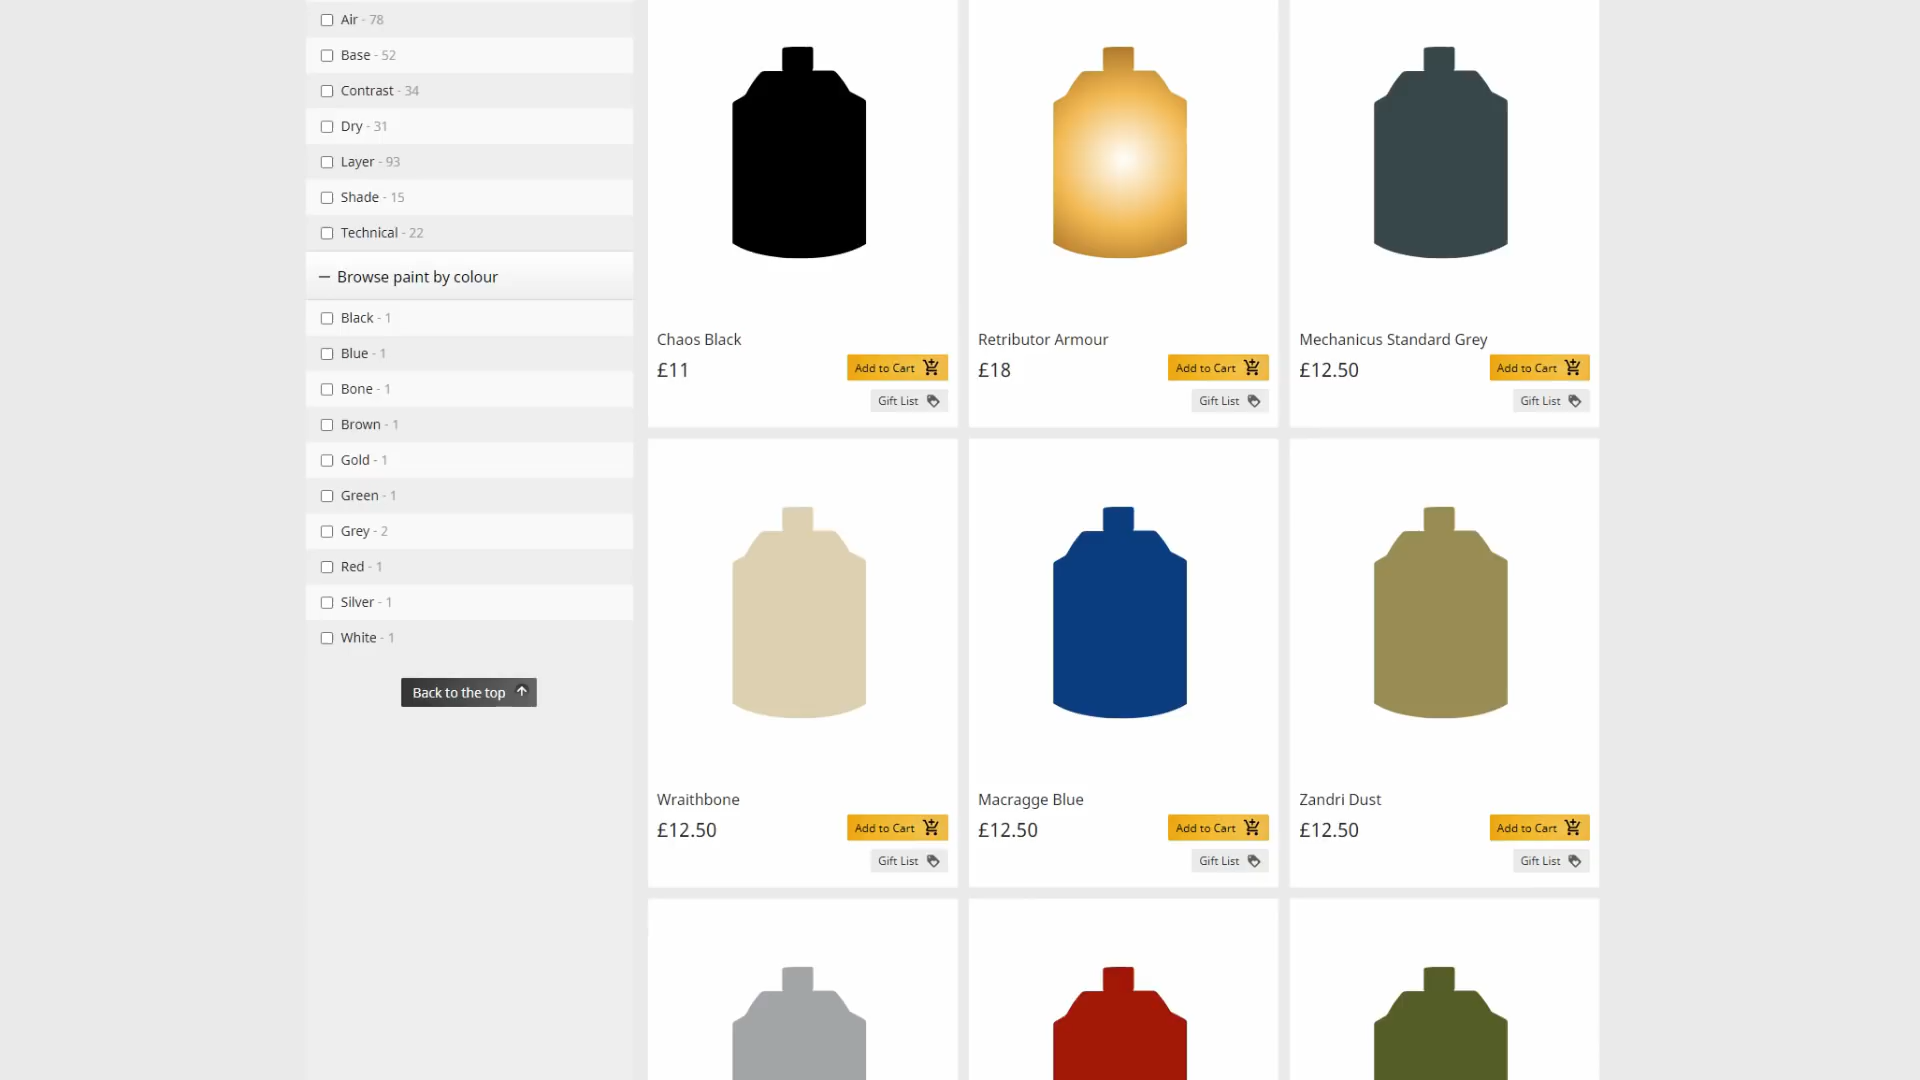 Air - 78
Base - 52
Contrast - 34
Dry - 31
Layer - 93
Shade - 15
Technical - 22
Browse paint by colour
Black - 1
Blue - 1
Bone - 1
Brown - 1
Gold - 1
Green - 1
Grey - 2
Red - 1
Silver - 1
White - 1
Back to the top
Chaos Black
£11
Add to Cart
Gift List
Retributor Armour
£18
Add to Cart
Gift List
Mechanicus Standard Grey
£12.50
Add to Cart
Gift List
Wraithbone
£12.50
Add to Cart
Gift List
Macragge Blue
£12.50
Add to Cart
Gift List
Zandri Dust
£12.50
Add to Cart
Gift List